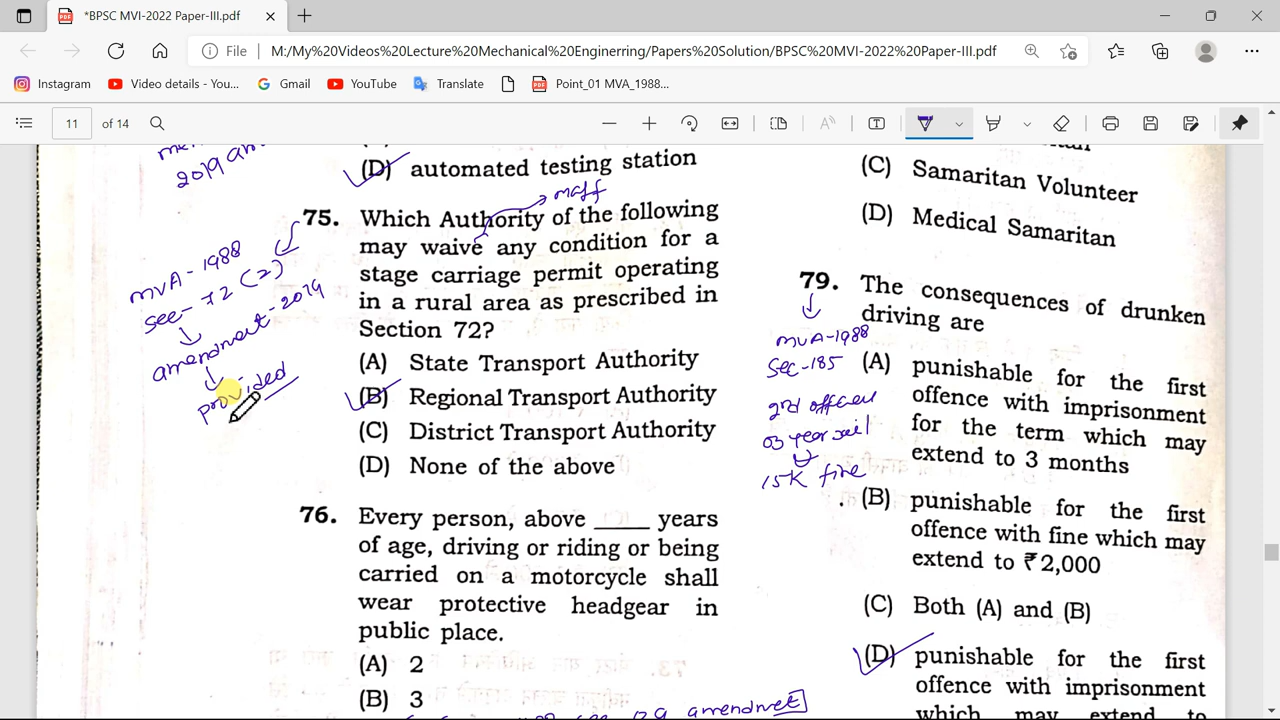 *BPSC MVI-2022 Paper-III.pdf
File
M:/My%20Videos%20Lecture%20Mechanical%20Enginerring/Papers%20Solution/BPSC%20MVI-2022%20Paper-III.pdf
Instagram
Video details - You...
Gmail
YouTube
Translate
Point_01 MVA_1988...
11 of 14
2019 am
(D) automated testing station
maff
75. Which Authority of the following
may waive any condition for a
stage carriage permit operating
in a rural area as prescribed in
Section 72?
MVA-1988
Sec-72(2)
amendment-2019
provided
(A) State Transport Authority
(B) Regional Transport Authority
(C) District Transport Authority
(D) None of the above
76. Every person, above ____ years
of age, driving or riding or being
carried on a motorcycle shall
wear protective headgear in
public place.
(A) 2
(B) 3
amendment
(C) Samaritan Volunteer
(D) Medical Samaritan
79. The consequences of drunken
driving are
MVA-1988
Sec-185
2nd offence
03 year jail
15K fine
(A) punishable for the first
offence with imprisonment
for the term which may
extend to 3 months
(B) punishable for the first
offence with fine which may
extend to ₹2,000
(C) Both (A) and (B)
(D) punishable for the first
offence with imprisonment
which may extend to